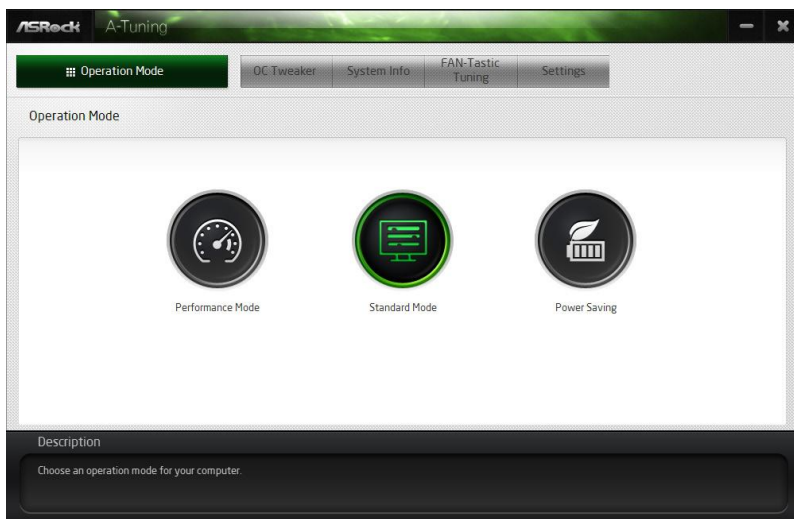 ASRock A-Tuning
Operation Mode OC Tweaker System Info FAN-Tastic Tuning Settings
Operation Mode
Performance Mode Standard Mode Power Saving
Description
Choose an operation mode for your computer.